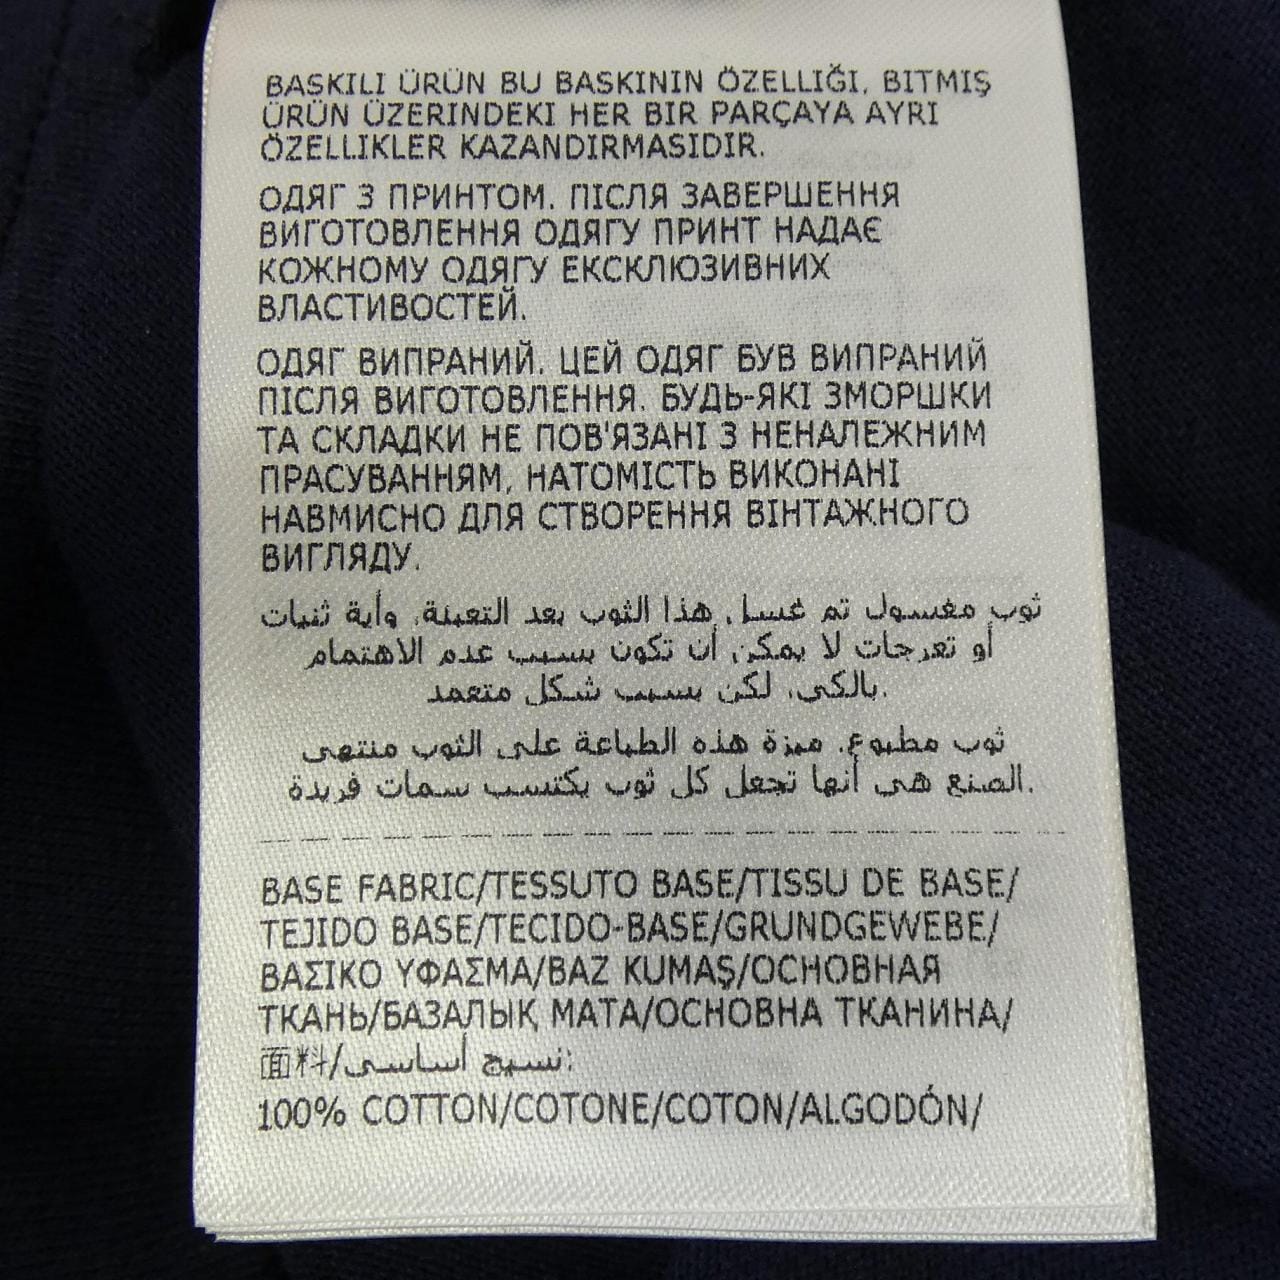 BASKILI ÜRÜN BU BASKININ ÖZELLIĞI, BITMIŞ
ÜRÜN ÜZERINDEKI HER BIR PARÇAYA AYRI
ÖZELLIKLER KAZANDIRMASIDIR.
ОДЯГ З ПРИНТОМ. ПІСЛЯ ЗАВЕРШЕННЯ
ВИГОТОВЛЕННЯ ОДЯГУ ПРИНТ НАДАЄ
КОЖНОМУ ОДЯГУ ЕКСКЛЮЗИВНИХ
ВЛАСТИВОСТЕЙ.
ОДЯГ ВИПРАНИЙ. ЦЕЙ ОДЯГ БУВ ВИПРАНИЙ
ПІСЛЯ ВИГОТОВЛЕННЯ. БУДЬ-ЯКІ ЗМОРШКИ
ТА СКЛАДКИ НЕ ПОВ'ЯЗАНІ З НЕНАЛЕЖНИМ
ПРАСУВАННЯМ, НАТОМІСТЬ ВИКОНАНІ
НАВМИСНО ДЛЯ СТВОРЕННЯ ВІНТАЖНОГО
ВИГЛЯДУ.
ثوب مغسول تم غسل. هذا الثوب بعد التعبئة. وأية ثنيات
أو تعرجات لا يمكن أن تكون بسبب عدم الاهتمام
بالكي، لكن بسبب شكل متعمد.
ثوب مطبوع. ميزة هذه الطباعة على الثوب منتهى
الصنع هي أنها تجعل كل ثوب يكتسب سمات فريدة.
BASE FABRIC/TESSUTO BASE/TISSU DE BASE/
TEJIDO BASE/TECIDO-BASE/GRUNDGEWEBE/
ΒΑΣΙΚΟ ΥΦΑΣΜΑ/BAZ KUMAŞ/ОСНОВНАЯ
ТКАНЬ/БАЗАЛЫҚ МАТА/ОСНОВНА ТКАНИНА/
面料/نسيج أساسي:
100% COTTON/COTONE/COTON/ALGODÓN/